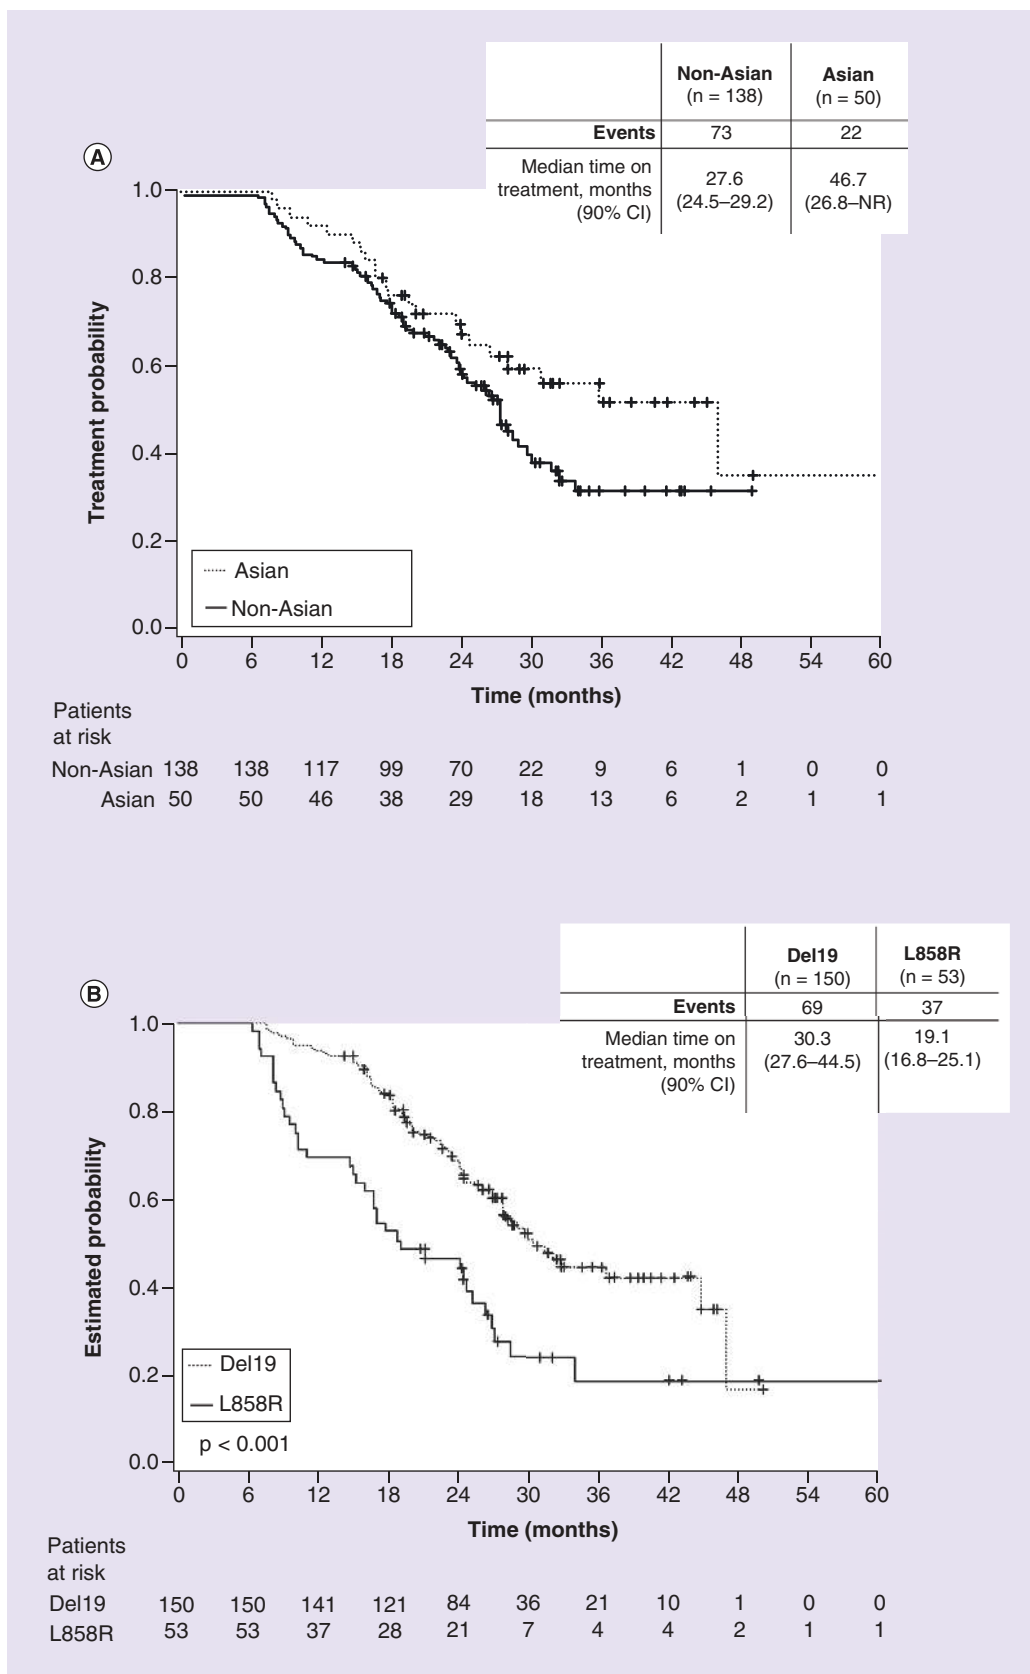 Non-Asian Asian
(n = 138) (n = 50)
Events 73 22
Median time on
treatment, months
(90% CI)
27.6 46.7
(24.5–29.2) (26.8–NR)
A
Treatment probability
1.0
0.8
0.6
0.4
0.2
0.0
Asian
Non-Asian
0 6 12 18 24 30 36 42 48 54 60
Time (months)
Patients
at risk
Non-Asian 138 138 117 99 70 22 9 6 1 0 0
Asian 50 50 46 38 29 18 13 6 2 1 1
Del19 L858R
(n = 150) (n = 53)
Events 69 37
Median time on
treatment, months
(90% CI)
30.3 19.1
(27.6–44.5) (16.8–25.1)
B
Estimated probability
1.0
0.8
0.6
0.4
0.2
0.0
Del19
L858R
p < 0.001
0 6 12 18 24 30 36 42 48 54 60
Time (months)
Patients
at risk
Del19 150 150 141 121 84 36 21 10 1 0 0
L858R 53 53 37 28 21 7 4 4 2 1 1